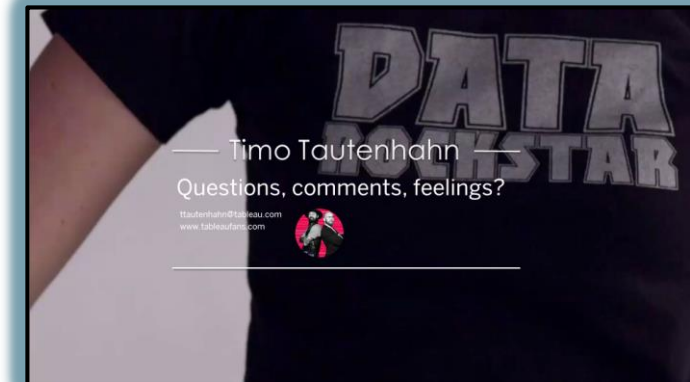 DATA
ROCKSTAR
Timo Tautenhahn
Questions, comments, feelings?
ttautenhahn@tableau.com
www.tableaufans.com